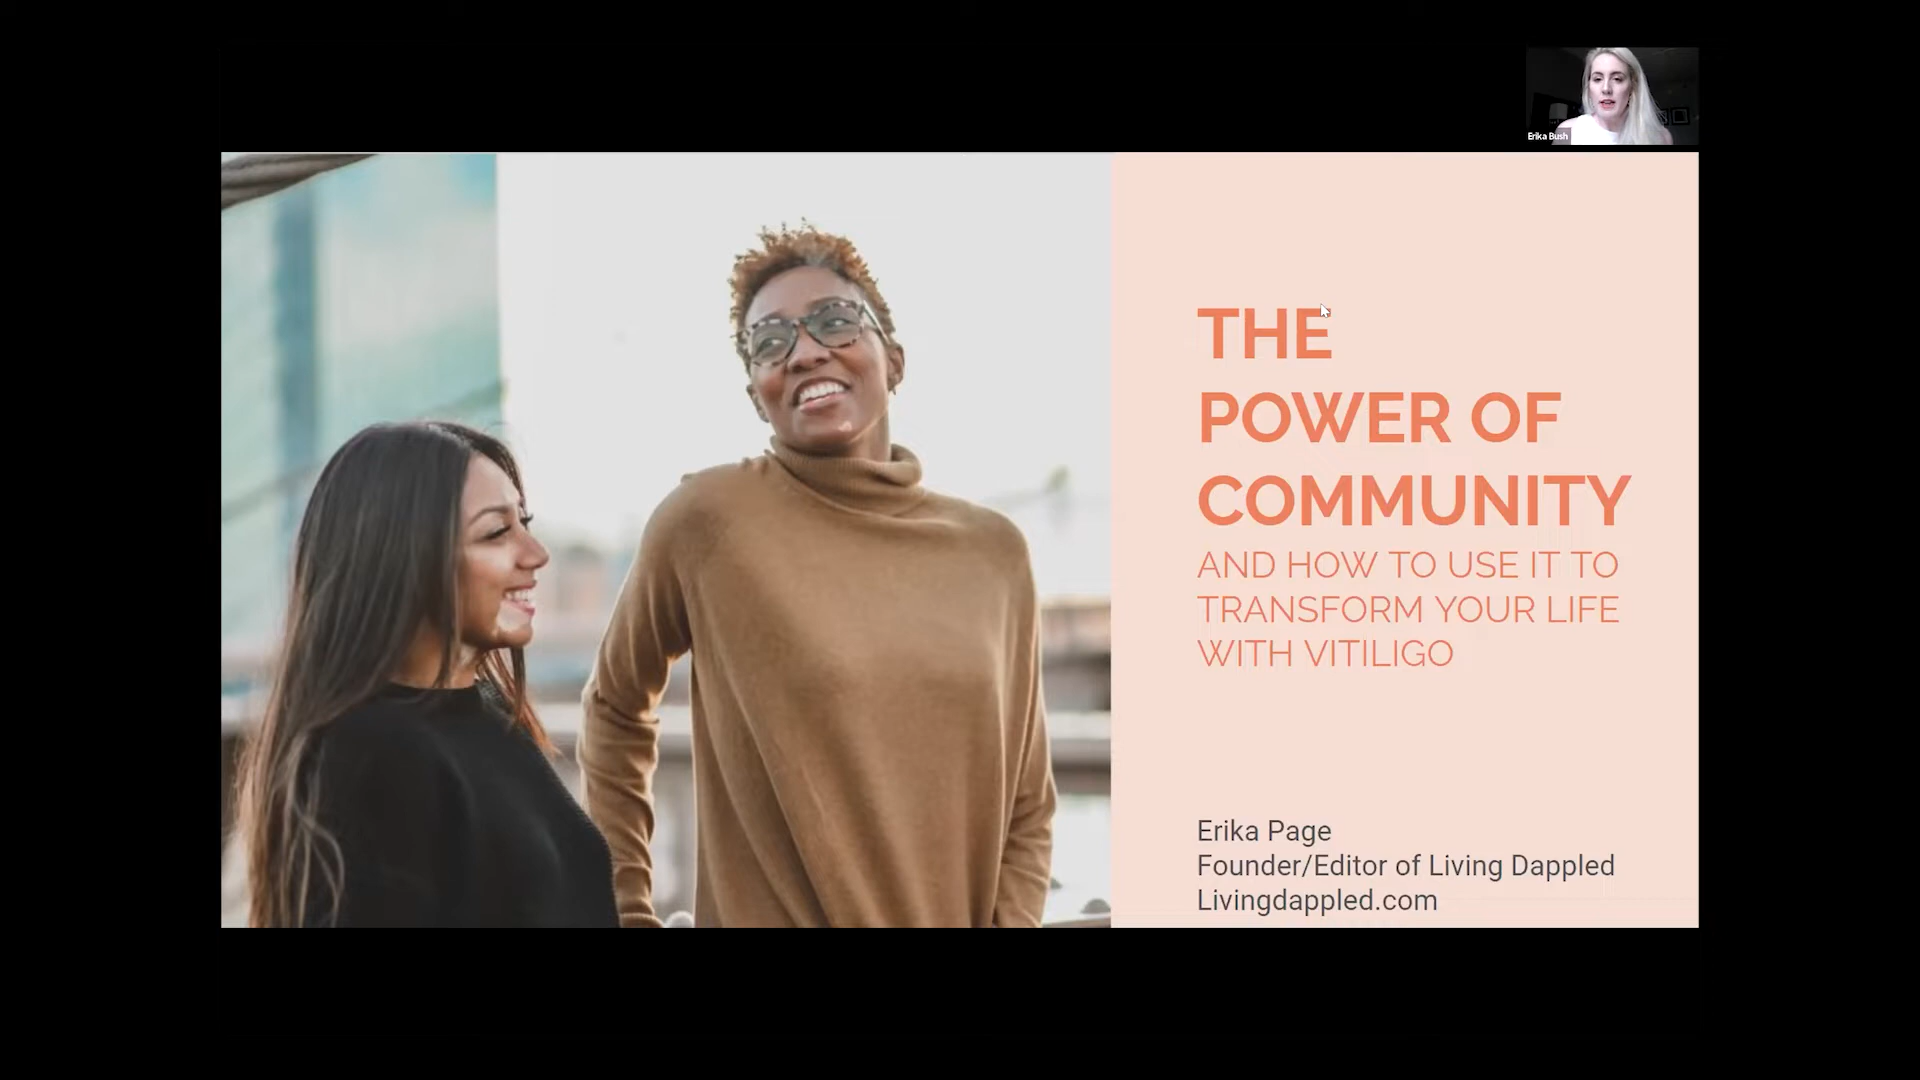 Erika Bush
THE
POWER OF
COMMUNITY
AND HOW TO USE IT TO
TRANSFORM YOUR LIFE
WITH VITILIGO
Erika Page
Founder/Editor of Living Dappled
Livingdappled.com